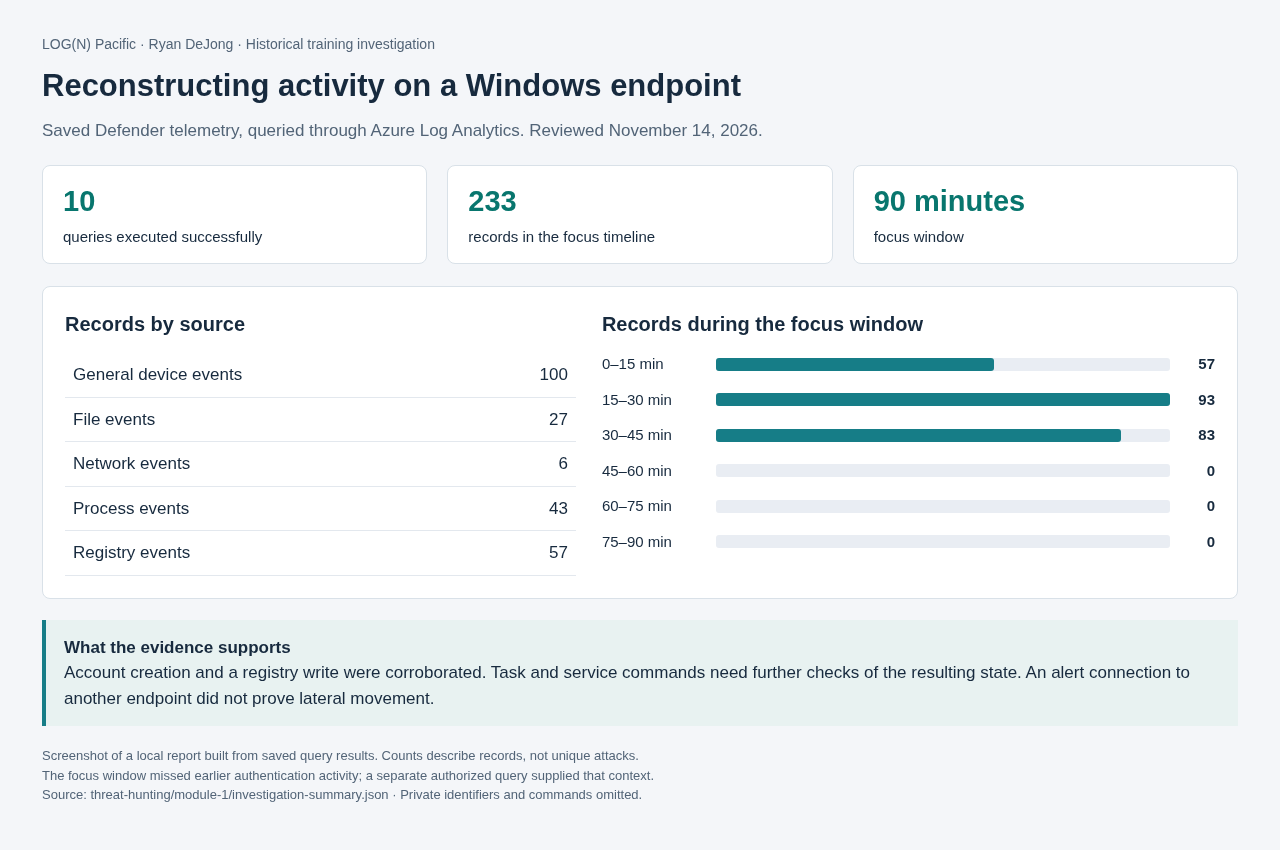 LOG(N) Pacific · Ryan DeJong · Historical training investigation
Reconstructing activity on a Windows endpoint
Saved Defender telemetry, queried through Azure Log Analytics. Reviewed November 14, 2026.
10
queries executed successfully
233
records in the focus timeline
90 minutes
focus window
Records by source
General device events 100
File events 27
Network events 6
Process events 43
Registry events 57
Records during the focus window
0–15 min 57
15–30 min 93
30–45 min 83
45–60 min 0
60–75 min 0
75–90 min 0
What the evidence supports
Account creation and a registry write were corroborated. Task and service commands need further checks of the resulting state. An alert connection to
another endpoint did not prove lateral movement.
Screenshot of a local report built from saved query results. Counts describe records, not unique attacks.
The focus window missed earlier authentication activity; a separate authorized query supplied that context.
Source: threat-hunting/module-1/investigation-summary.json · Private identifiers and commands omitted.